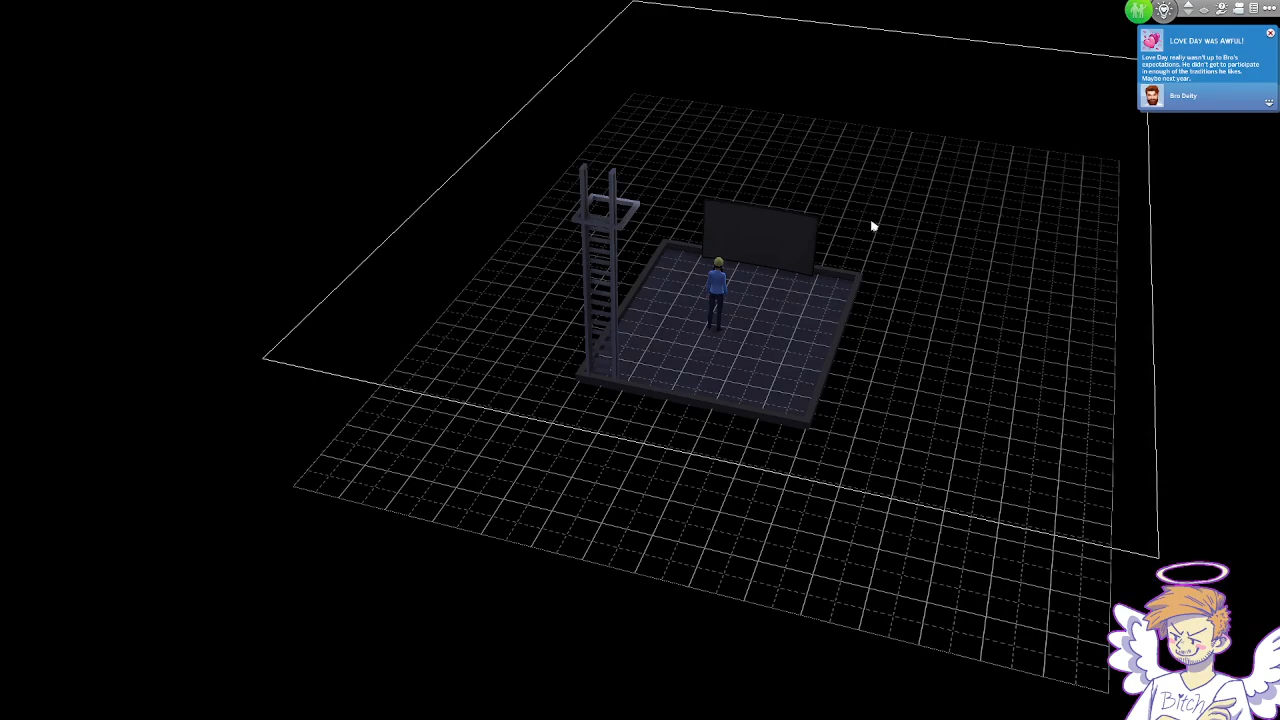 LOVE DAY WAS AWFUL!
Love Day really wasn't up to Bro's
expectations. He didn't get to participate
in enough of the traditions he likes.
Maybe next year.
Bro Deity
Bitch